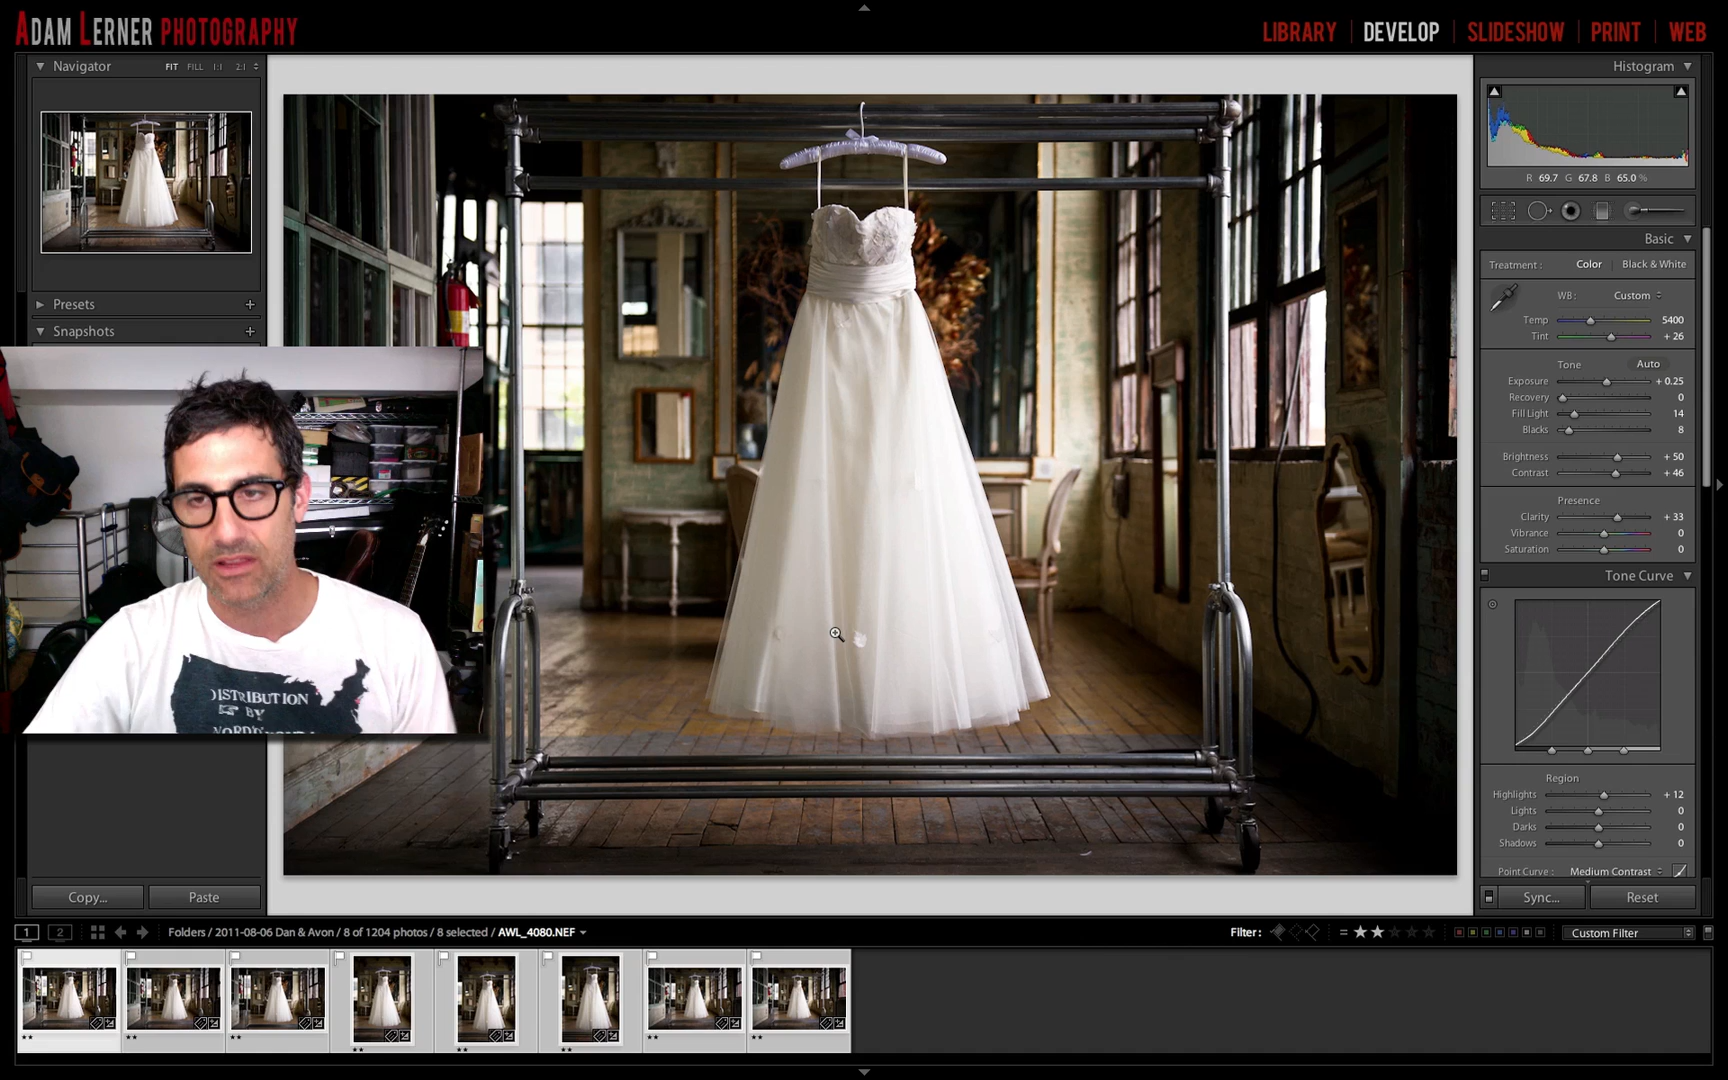 ADAM LERNER PHOTOGRAPHY
LIBRARY | DEVELOP | SLIDESHOW | PRINT | WEB
Navigator FIT FILL 1:1 2:1
Presets
Snapshots
Histogram
R 69.7 G 67.8 B 65.0 %
Basic
Treatment : Color Black & White
WB : Custom
Temp 5400
Tint + 26
Tone Auto
Exposure + 0.25
Recovery 0
Fill Light 14
Blacks 8
Brightness + 50
Contrast + 46
Presence
Clarity + 33
Vibrance 0
Saturation 0
Tone Curve
Region
Highlights + 12
Lights 0
Darks 0
Shadows 0
Point Curve : Medium Contrast
Sync... Reset
DISTRIBUTION
BY
Copy... Paste
1 2 Folders / 2011-08-06 Dan & Avon / 8 of 1204 photos / 8 selected / AWL_4080.NEF
Filter : Custom Filter